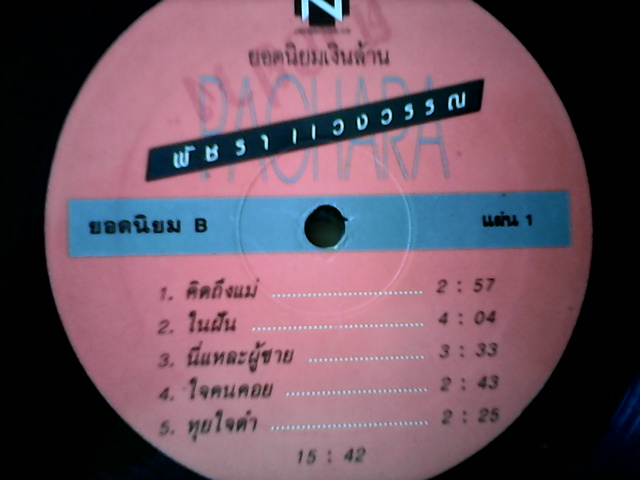 ยอดนิยมเงินล้าน
PACHARA
พัชรา แวงวรรณ
ยอดนิยม B
แผ่น 1
1. คิดถึงแม่ 2 : 57
2. ในฝัน 4 : 04
3. นี่แหละผู้ชาย 3 : 33
4. ใจคนคอย 2 : 43
5. ทุยใจดำ 2 : 25
15 : 42